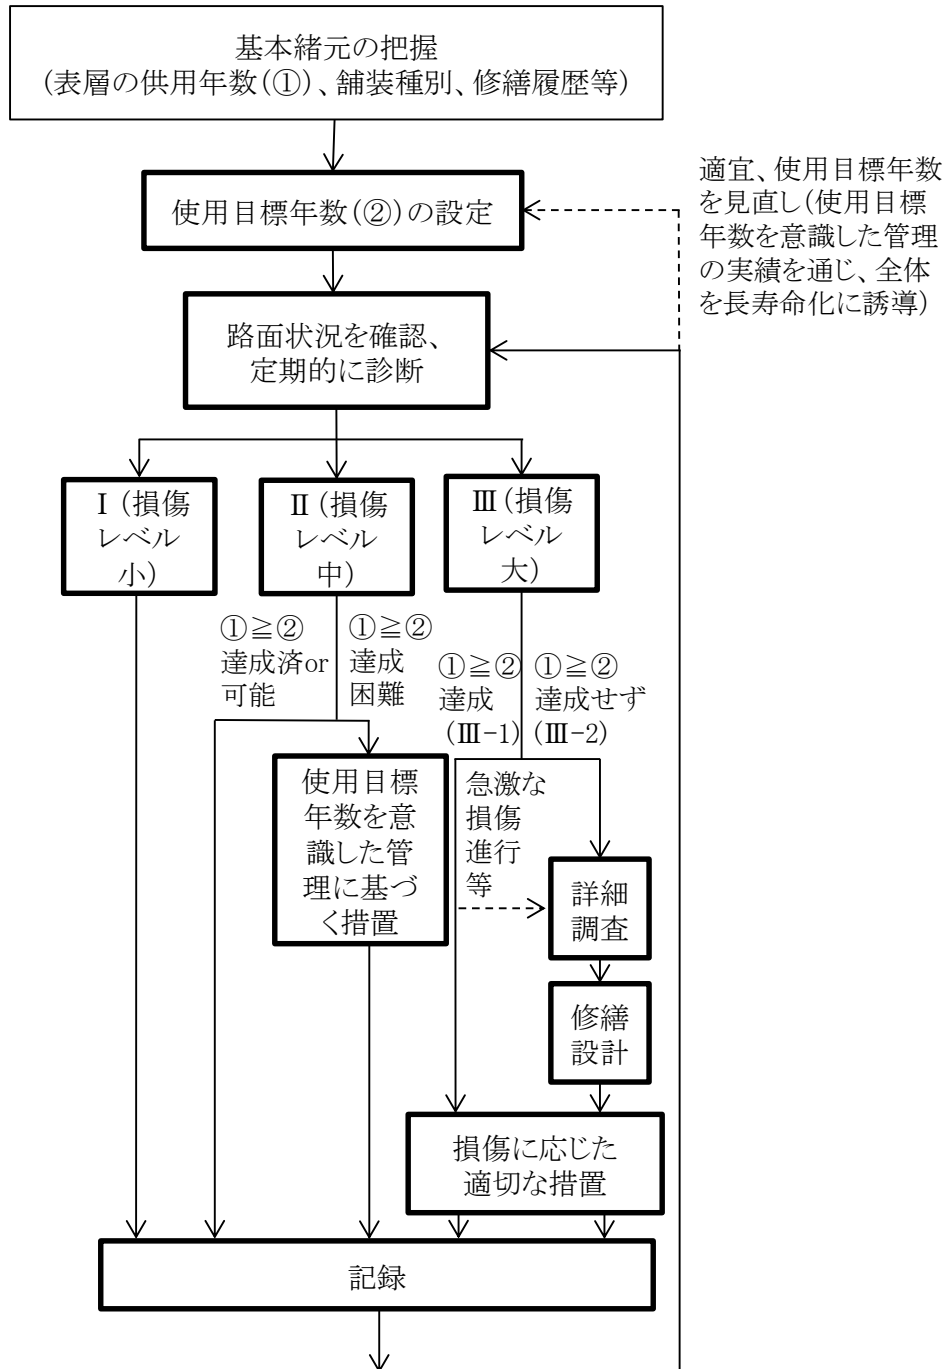 基本緒元の把握
(表層の供用年数(①)、舗装種別、修繕履歴等)
使用目標年数(②)の設定
適宜、使用目標年数
を見直し(使用目標
年数を意識した管理
の実績を通じ、全体
を長寿命化に誘導)
路面状況を確認、
定期的に診断
Ⅰ(損傷
レベル
小)
Ⅱ(損傷
レベル
中)
Ⅲ(損傷
レベル
大)
①≧②
達成済or
可能
①≧②
達成
困難
①≧②
達成
(Ⅲ-1)
①≧②
達成せず
(Ⅲ-2)
使用目標
年数を意
識した管
理に基づ
く措置
急激な
損傷
進行
等
詳細
調査
修繕
設計
損傷に応じた
適切な措置
記録